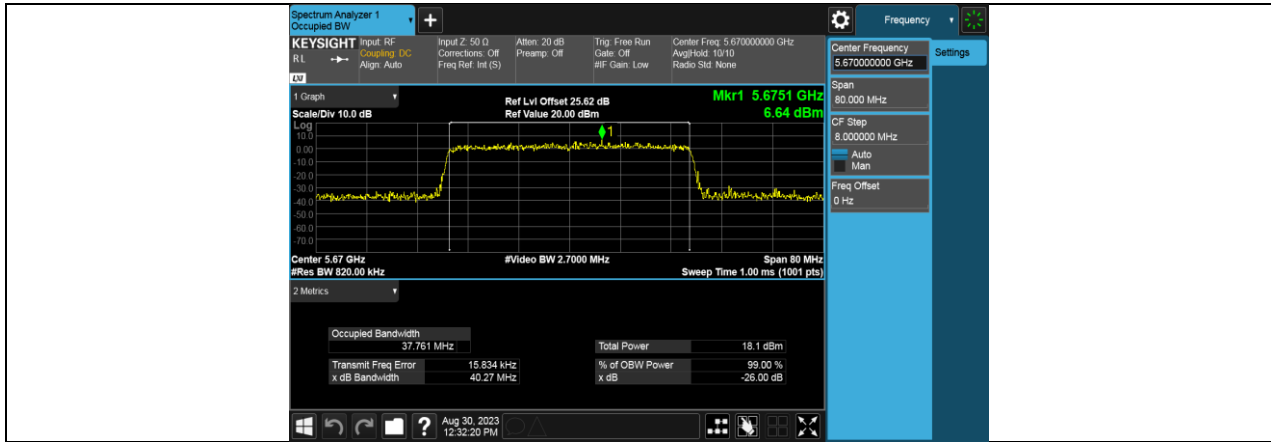 Spectrum Analyzer 1
Occupied BW
Frequency
KEYSIGHT
RL
LXI
Input: RF
Coupling: DC
Align: Auto
Input Z: 50 Ω
Corrections: Off
Freq Ref: Int (S)
Atten: 20 dB
Preamp: Off
Trig: Free Run
Gate: Off
#IF Gain: Low
Center Freq: 5.670000000 GHz
Avg|Hold: 10/10
Radio Std: None
Center Frequency
5.670000000 GHz
Settings
Span
80.000 MHz
CF Step
8.000000 MHz
Auto
Man
Freq Offset
0 Hz
1 Graph
Scale/Div 10.0 dB
Ref Lvl Offset 25.62 dB
Ref Value 20.00 dBm
Mkr1 5.6751 GHz
6.64 dBm
Log
10.0
0.00
-10.0
-20.0
-30.0
-40.0
-50.0
-60.0
-70.0
1
Center 5.67 GHz
#Video BW 2.7000 MHz
Span 80 MHz
#Res BW 820.00 kHz
Sweep Time 1.00 ms (1001 pts)
2 Metrics
Occupied Bandwidth
37.761 MHz
Total Power 18.1 dBm
Transmit Freq Error 15.834 kHz
% of OBW Power 99.00 %
x dB Bandwidth 40.27 MHz
x dB -26.00 dB
?
Aug 30, 2023
12:32:20 PM